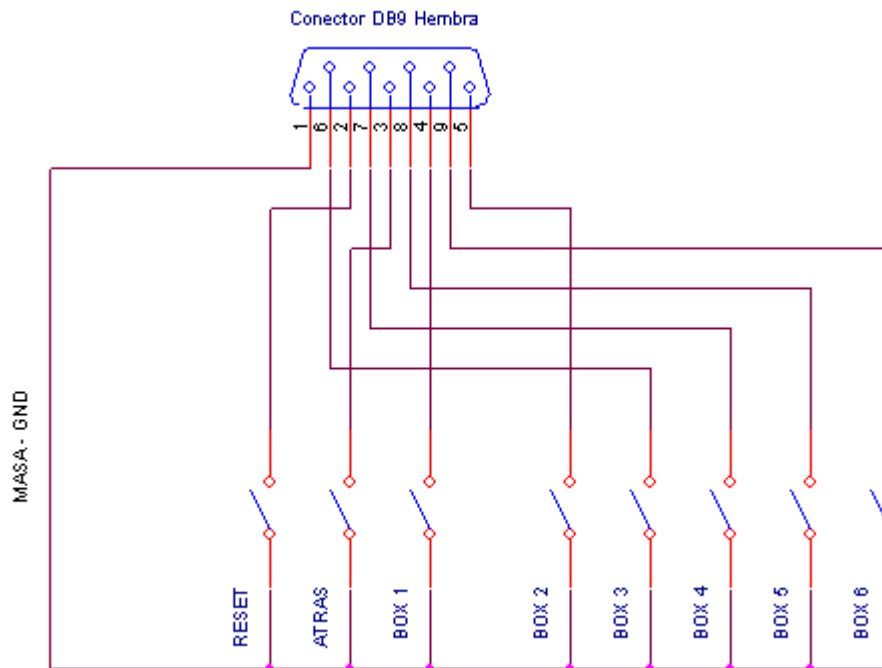 Conector DB9 Hembra
1 6 2 7 3 8 4 9 5
MASA - GND
RESET
ATRAS
BOX 1
BOX 2
BOX 3
BOX 4
BOX 5
BOX 6